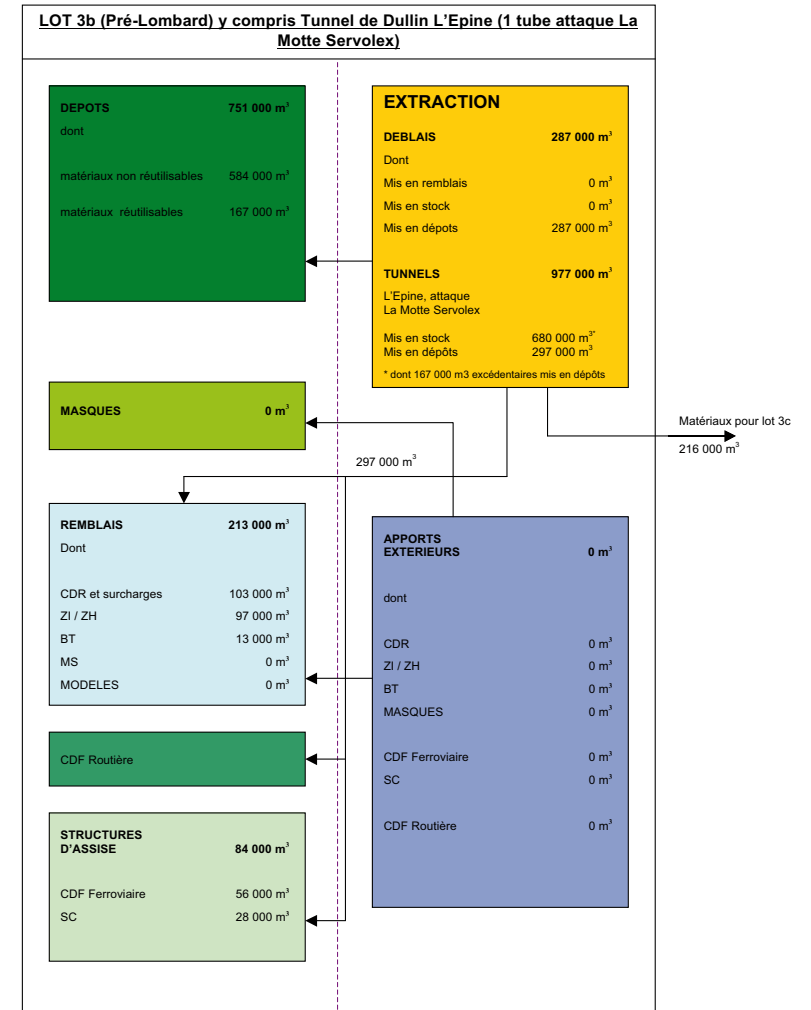 LOT 3b (Pré-Lombard) y compris Tunnel de Dullin L'Epine (1 tube attaque La
Motte Servolex)
DEPOTS 751 000 m³
dont
matériaux non réutilisables 584 000 m³
matériaux réutilisables 167 000 m³
EXTRACTION
DEBLAIS 287 000 m³
Dont
Mis en remblais 0 m³
Mis en stock 0 m³
Mis en dépots 287 000 m³
TUNNELS 977 000 m³
L'Epine, attaque
La Motte Servolex
Mis en stock 680 000 m³*
Mis en dépôts 297 000 m³
* dont 167 000 m3 excédentaires mis en dépôts
MASQUES 0 m³
Matériaux pour lot 3c
216 000 m³
297 000 m³
REMBLAIS 213 000 m³
Dont
CDR et surcharges 103 000 m³
ZI / ZH 97 000 m³
BT 13 000 m³
MS 0 m³
MODELES 0 m³
APPORTS
EXTERIEURS 0 m³
dont
CDR 0 m³
ZI / ZH 0 m³
BT 0 m³
MASQUES 0 m³
CDF Ferroviaire 0 m³
SC 0 m³
CDF Routière 0 m³
CDF Routière
STRUCTURES
D'ASSISE 84 000 m³
CDF Ferroviaire 56 000 m³
SC 28 000 m³